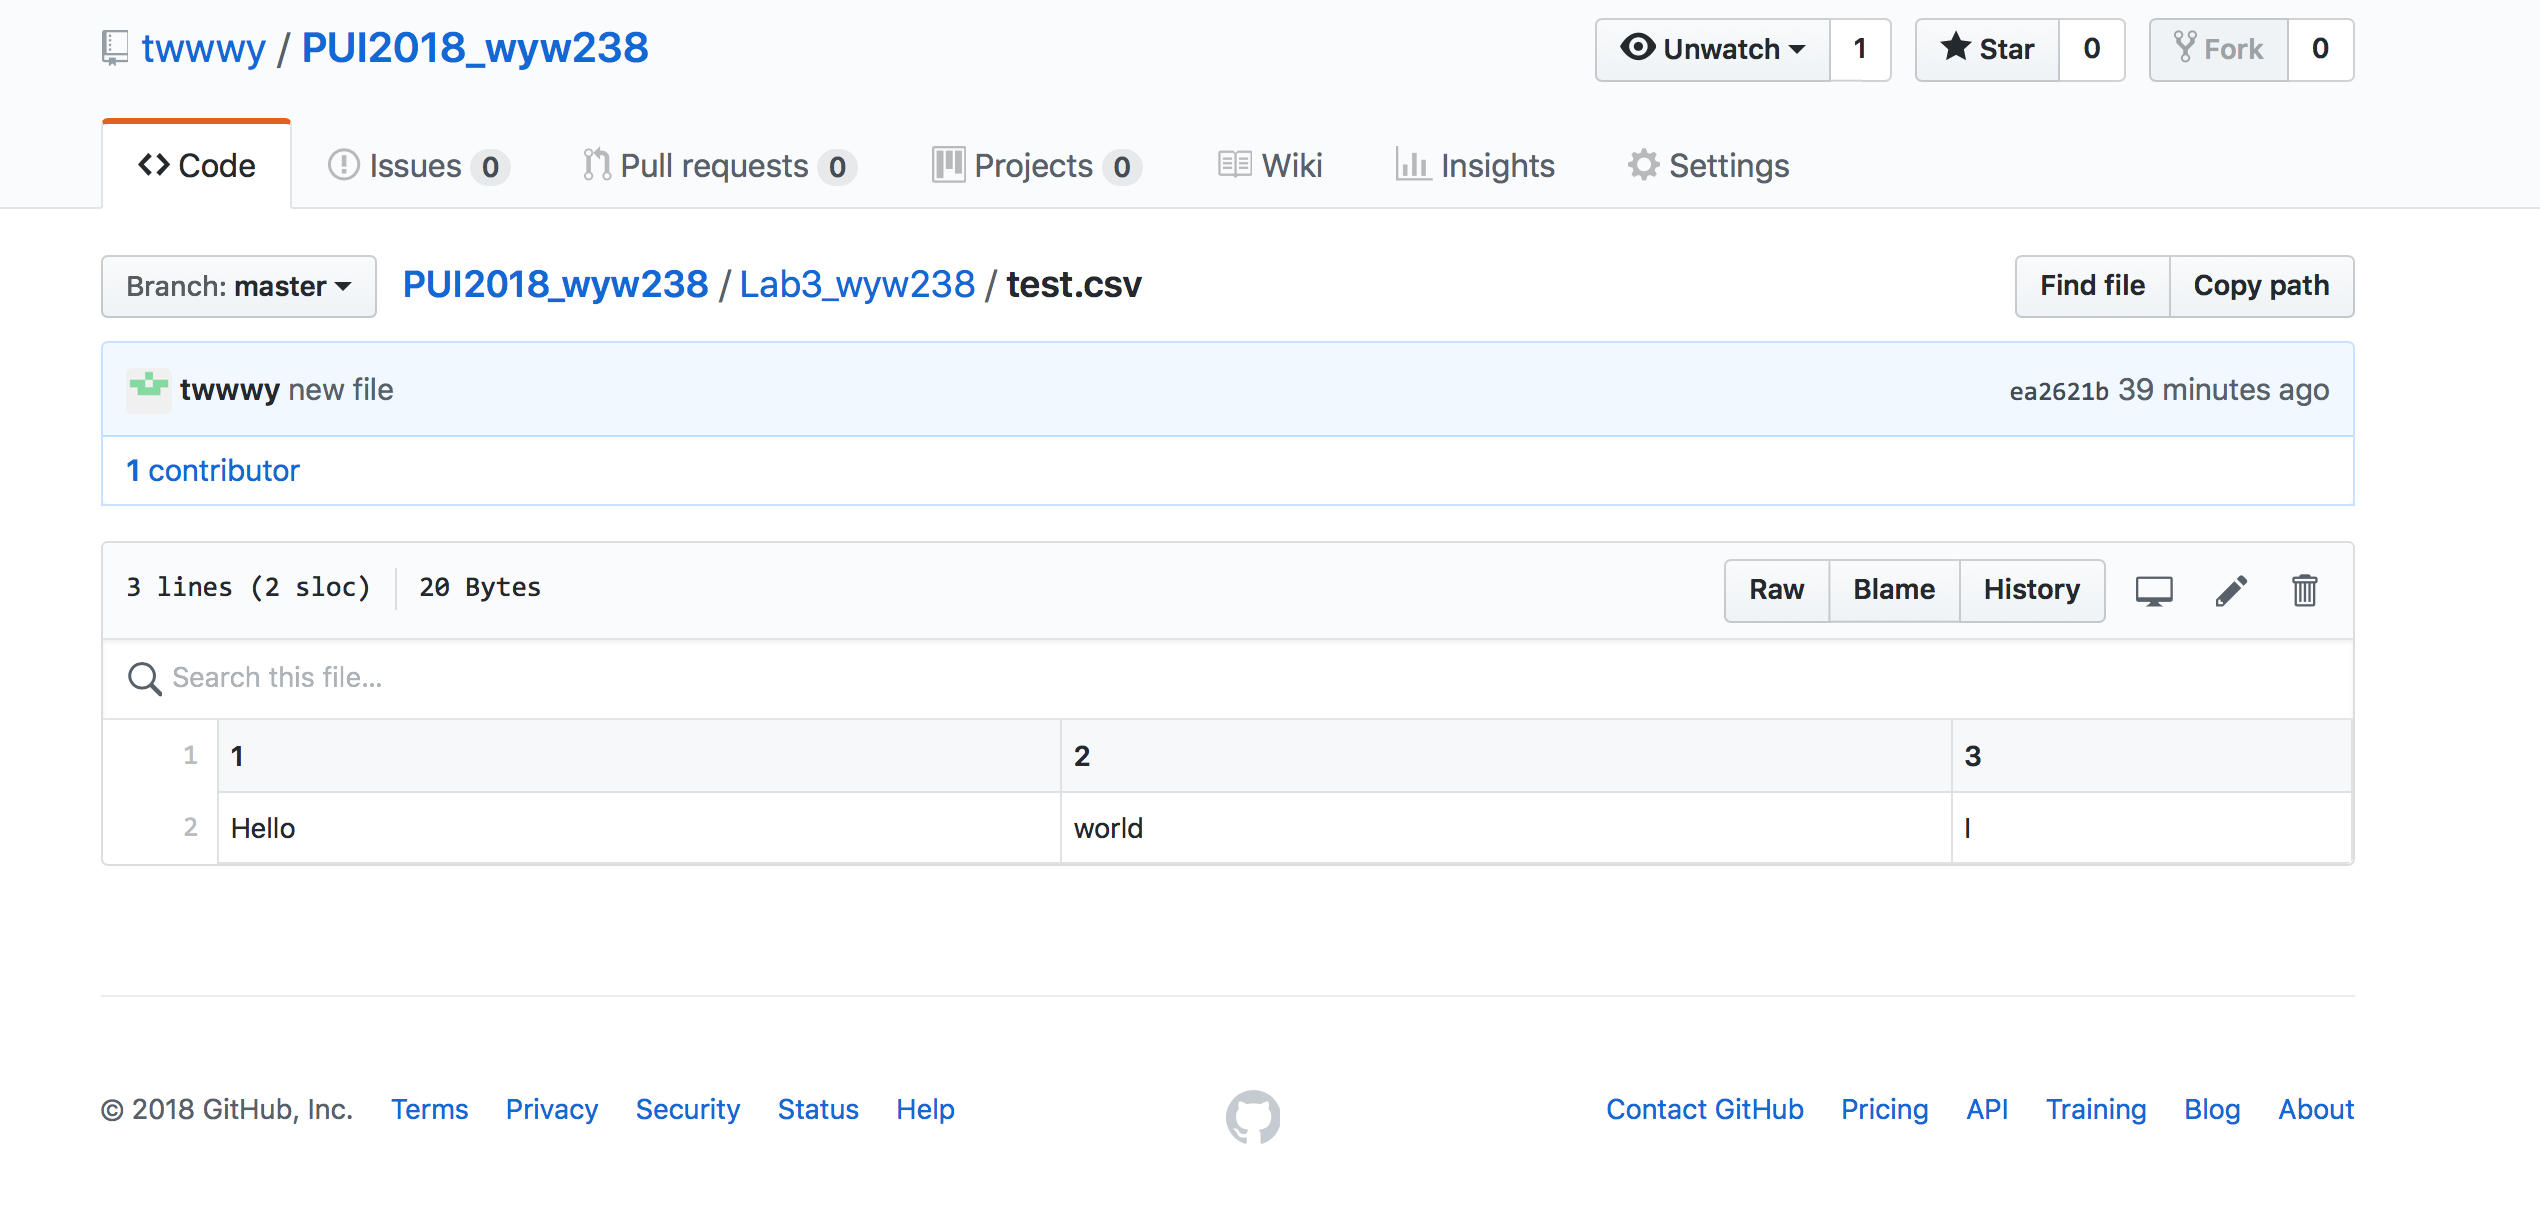 twwwy / PUI2018_wyw238
Unwatch 1 Star 0 Fork 0
Code Issues 0 Pull requests 0 Projects 0 Wiki Insights Settings
Branch: master PUI2018_wyw238 / Lab3_wyw238 / test.csv Find file Copy path
twwwy new file ea2621b 39 minutes ago
1 contributor
3 lines (2 sloc) 20 Bytes Raw Blame History
Search this file...
1 1 2 3
2 Hello world I
© 2018 GitHub, Inc. Terms Privacy Security Status Help Contact GitHub Pricing API Training Blog About